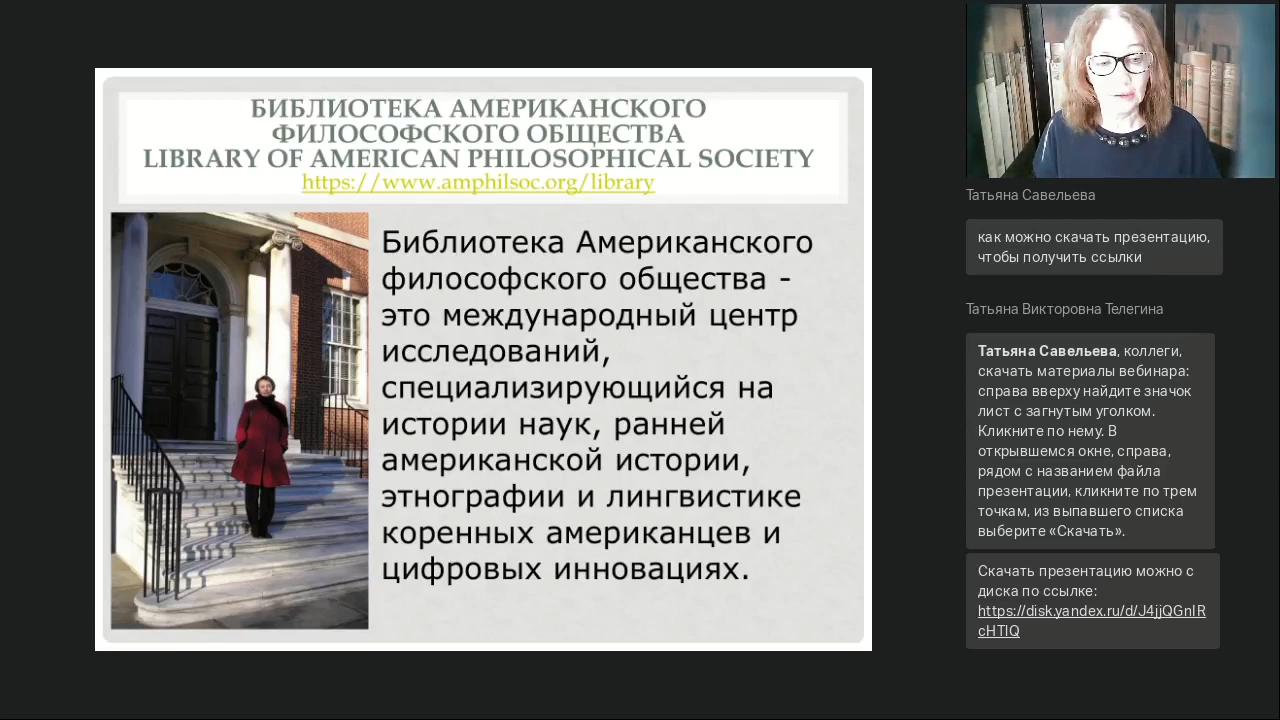 БИБЛИОТЕКА АМЕРИКАНСКОГО
ФИЛОСОФСКОГО ОБЩЕСТВА
LIBRARY OF AMERICAN PHILOSOPHICAL SOCIETY
https://www.amphilsoc.org/library
Библиотека Американского
философского общества -
это международный центр
исследований,
специализирующийся на
истории наук, ранней
американской истории,
этнографии и лингвистике
коренных американцев и
цифровых инновациях.
Татьяна Савельева
как можно скачать презентацию,
чтобы получить ссылки
Татьяна Викторовна Телегина
Татьяна Савельева, коллеги,
скачать материалы вебинара:
справа вверху найдите значок
лист с загнутым уголком.
Кликните по нему. В
открывшемся окне, справа,
рядом с названием файла
презентации, кликните по трем
точкам, из выпавшего списка
выберите «Скачать».
Скачать презентацию можно с
диска по ссылке:
https://disk.yandex.ru/d/J4jjQGnIR
cHTlQ